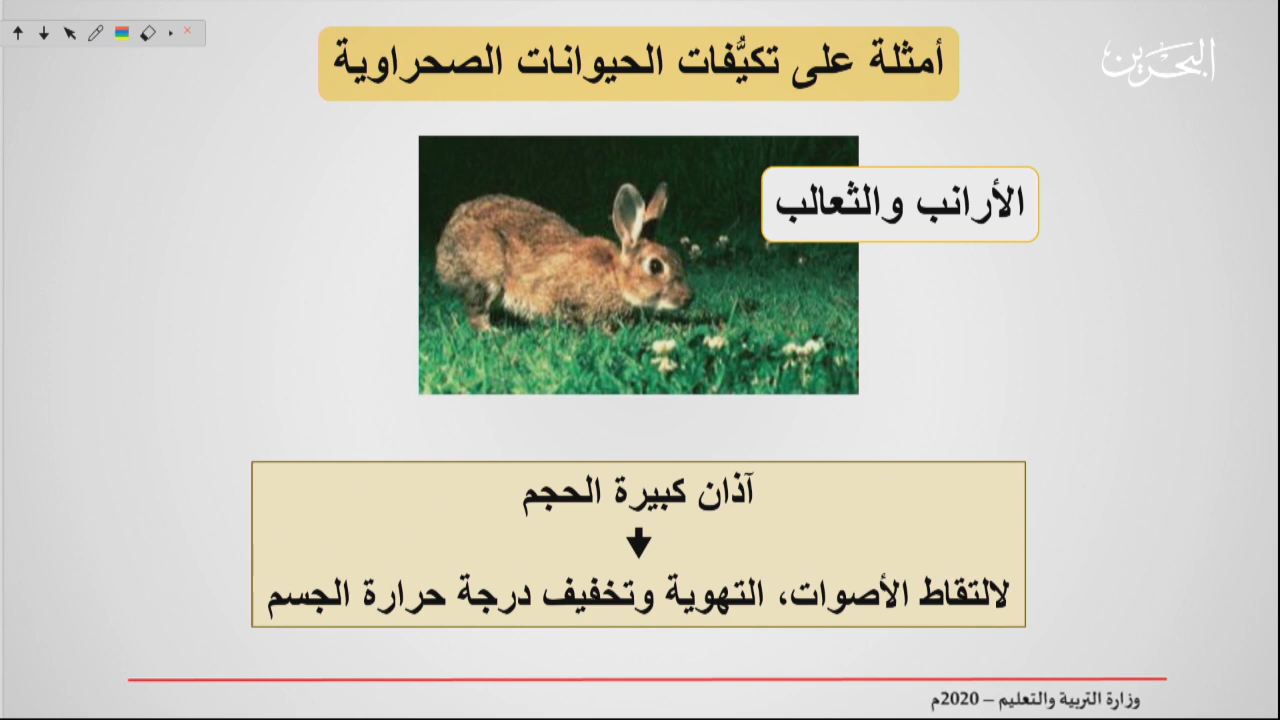 البحرين
أمثلة على تكيُّفات الحيوانات الصحراوية
الأرانب والثعالب
آذان كبيرة الحجم
لالتقاط الأصوات، التهوية وتخفيف درجة حرارة الجسم
وزارة التربية والتعليم – 2020م